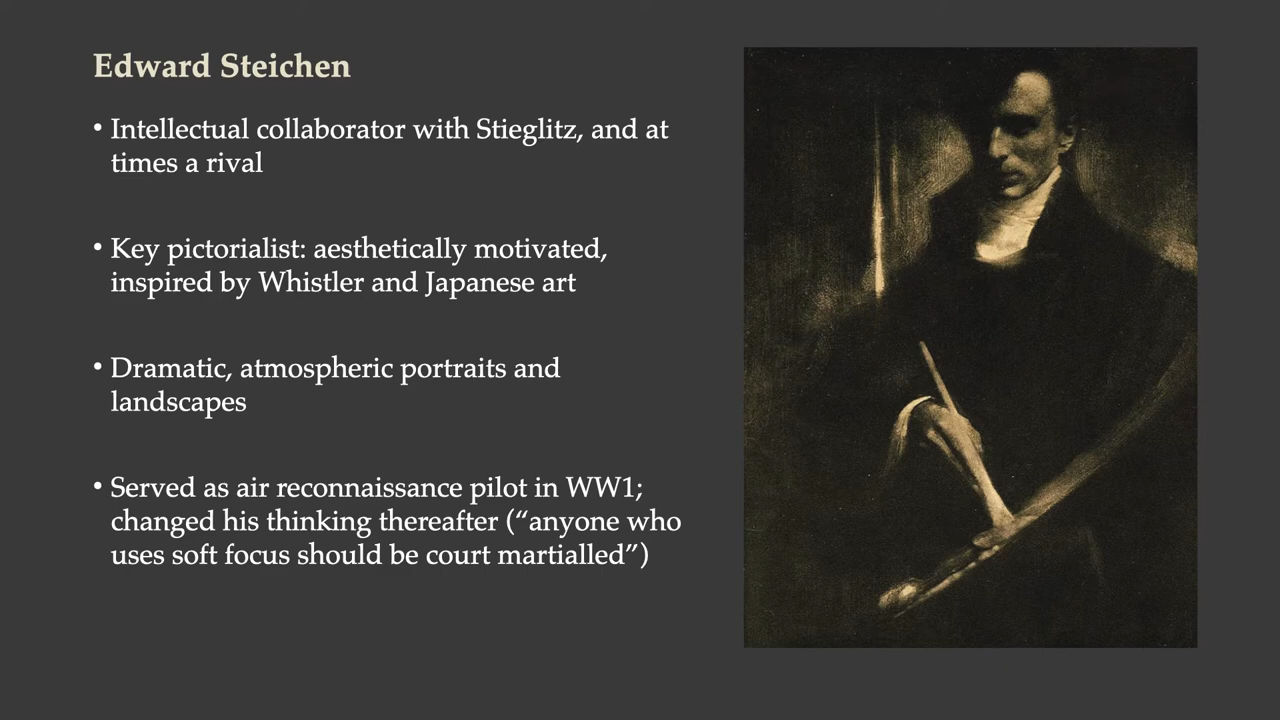 Edward Steichen
• Intellectual collaborator with Stieglitz, and at
times a rival
• Key pictorialist: aesthetically motivated,
inspired by Whistler and Japanese art
• Dramatic, atmospheric portraits and
landscapes
• Served as air reconnaissance pilot in WW1;
changed his thinking thereafter (“anyone who
uses soft focus should be court martialled”)